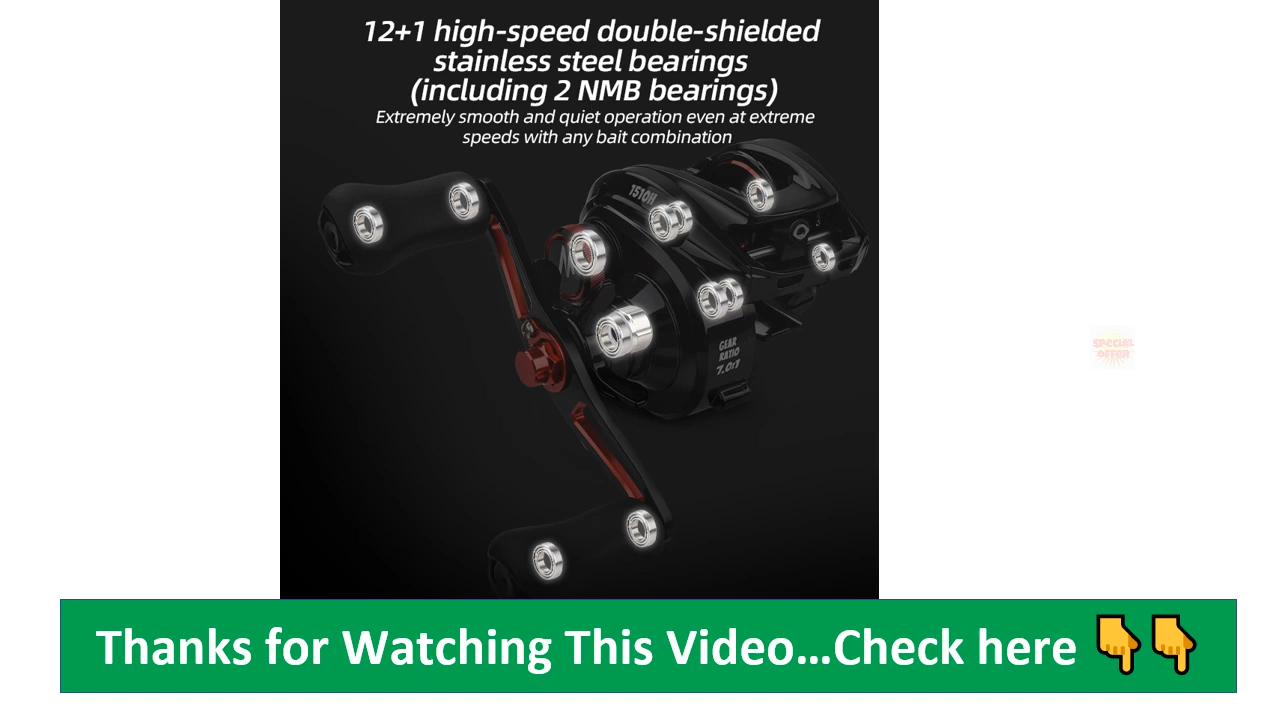 12+1 high-speed double-shielded
stainless steel bearings
(including 2 NMB bearings)
Extremely smooth and quiet operation even at extreme
speeds with any bait combination
1510H
GEAR
RATIO
7.0:1
SPECIAL
OFFER
Thanks for Watching This Video...Check here 👇👇